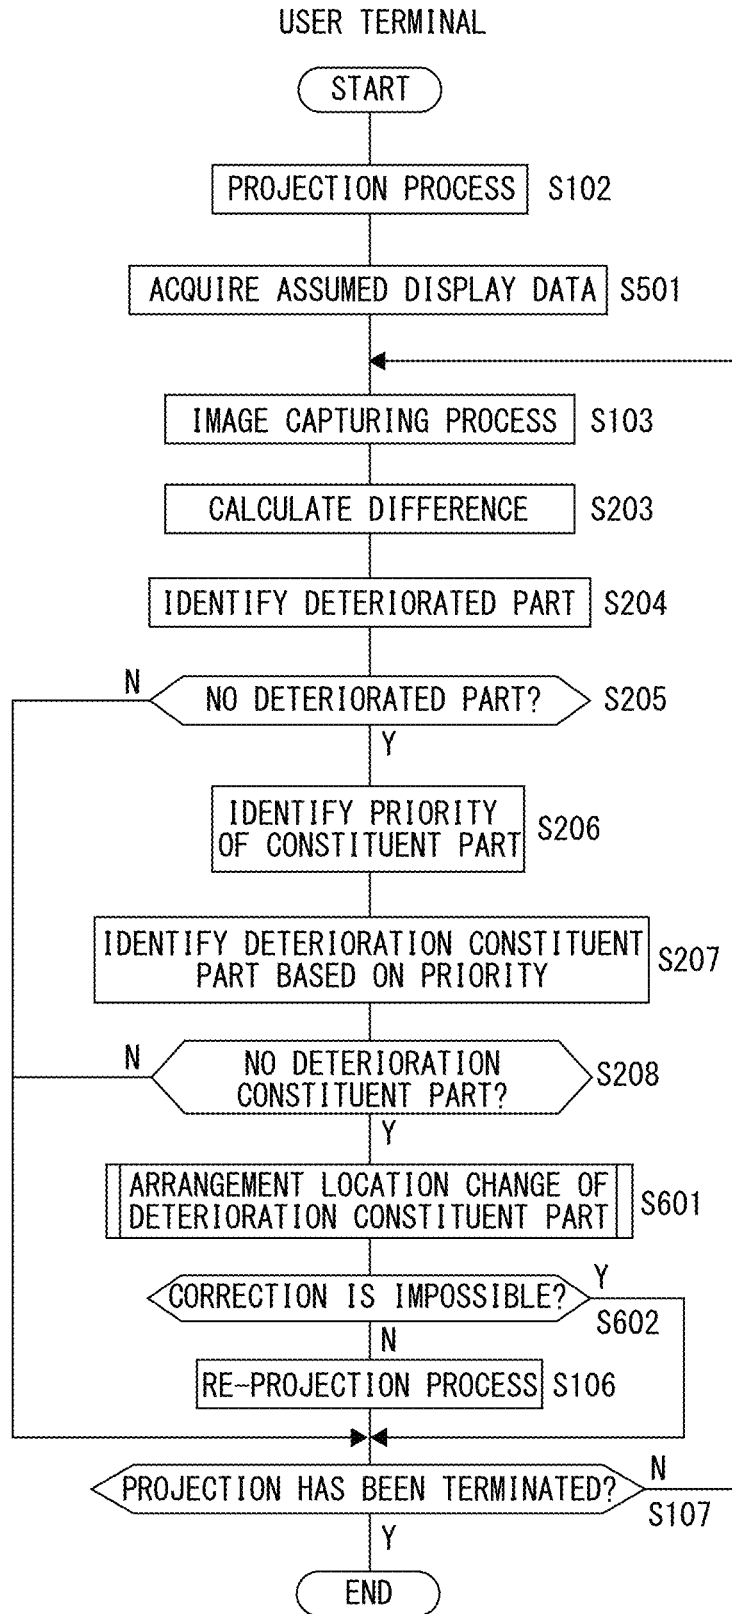 USER TERMINAL
START
PROJECTION PROCESS S102
ACQUIRE ASSUMED DISPLAY DATA S501
IMAGE CAPTURING PROCESS S103
CALCULATE DIFFERENCE S203
IDENTIFY DETERIORATED PART S204
N
NO DETERIORATED PART? S205
Y
IDENTIFY PRIORITY
OF CONSTITUENT PART S206
IDENTIFY DETERIORATION CONSTITUENT
PART BASED ON PRIORITY S207
N
NO DETERIORATION
CONSTITUENT PART? S208
Y
ARRANGEMENT LOCATION CHANGE OF
DETERIORATION CONSTITUENT PART S601
CORRECTION IS IMPOSSIBLE? Y
S602
N
RE-PROJECTION PROCESS S106
PROJECTION HAS BEEN TERMINATED? N
S107
Y
END